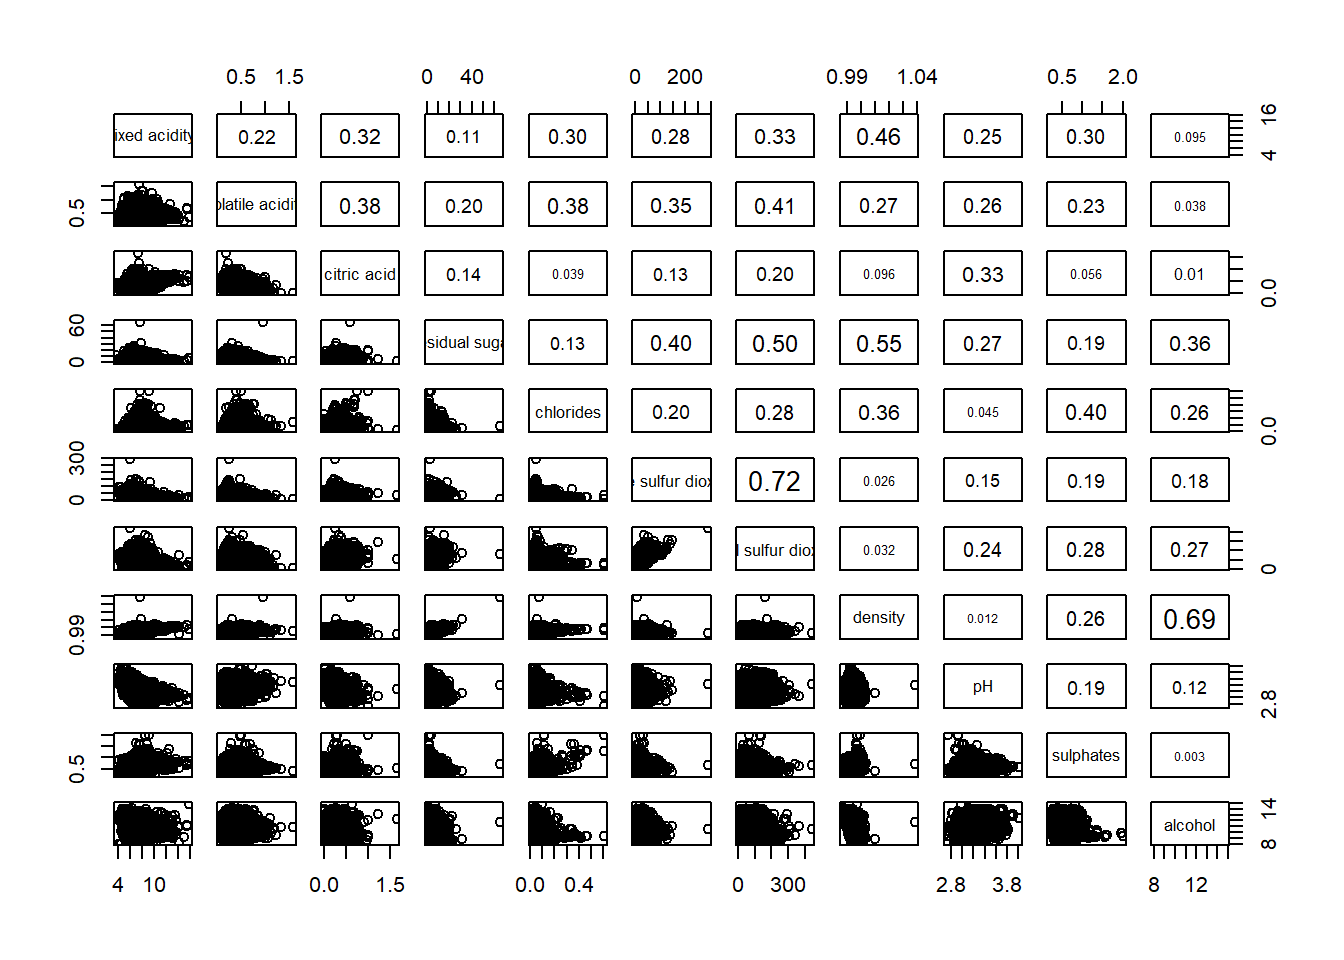 0.5 1.5 0 40 0 200 0.99 1.04 0.5 2.0
ixed acidity 0.22 0.32 0.11 0.30 0.28 0.33 0.46 0.25 0.30 0.095 4 16
0.5 olatile acidit 0.38 0.20 0.38 0.35 0.41 0.27 0.26 0.23 0.038
citric acid 0.14 0.039 0.13 0.20 0.096 0.33 0.056 0.01 0.0
0 60 esidual suga 0.13 0.40 0.50 0.55 0.27 0.19 0.36
chlorides 0.20 0.28 0.36 0.045 0.40 0.26 0.0
0 300 e sulfur diox 0.72 0.026 0.15 0.19 0.18
l sulfur diox 0.032 0.24 0.28 0.27 0
0.99 density 0.012 0.26 0.69
pH 0.19 0.12 2.8
0.5 sulphates 0.003
alcohol 8 14
4 10 0.0 1.5 0.0 0.4 0 300 2.8 3.8 8 12